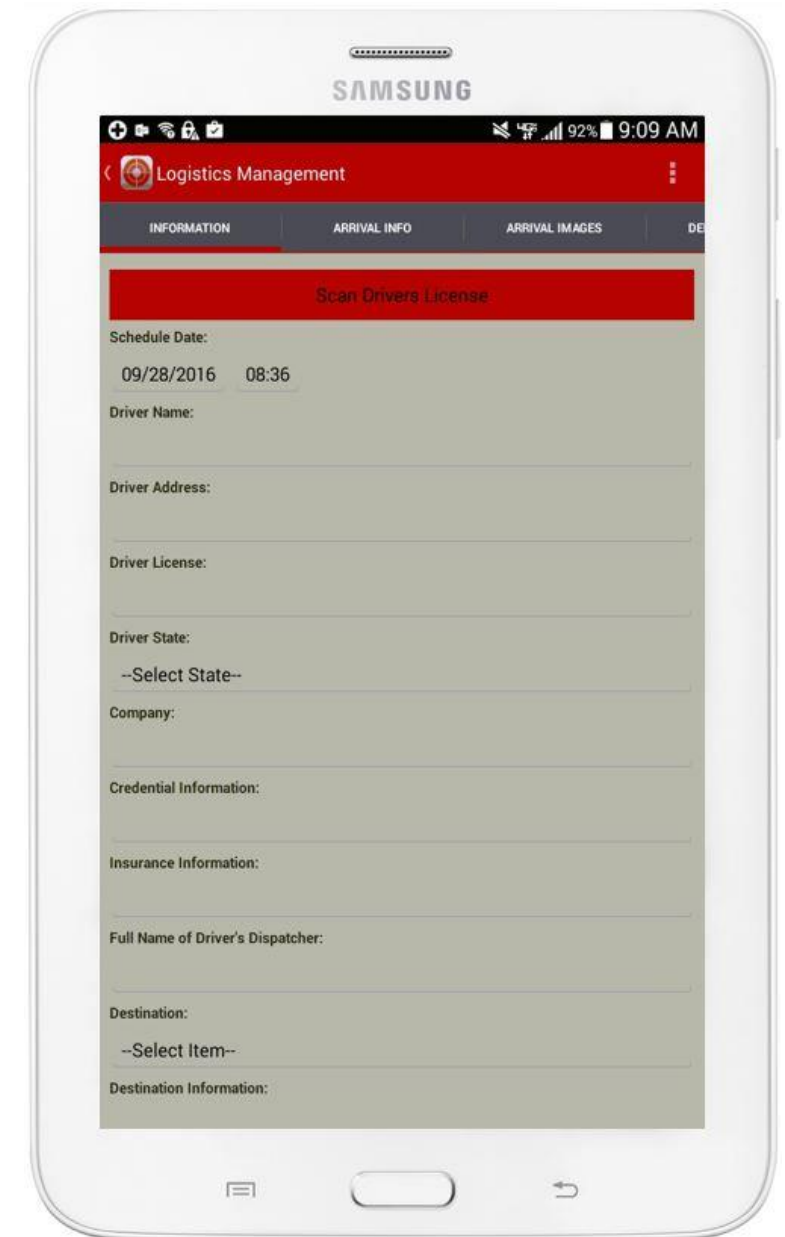 SAMSUNG
4G 92% 9:09 AM
Logistics Management
INFORMATION ARRIVAL INFO ARRIVAL IMAGES DE
Scan Drivers License
Schedule Date:
09/28/2016 08:36
Driver Name:
Driver Address:
Driver License:
Driver State:
--Select State--
Company:
Credential Information:
Insurance Information:
Full Name of Driver's Dispatcher:
Destination:
--Select Item--
Destination Information: